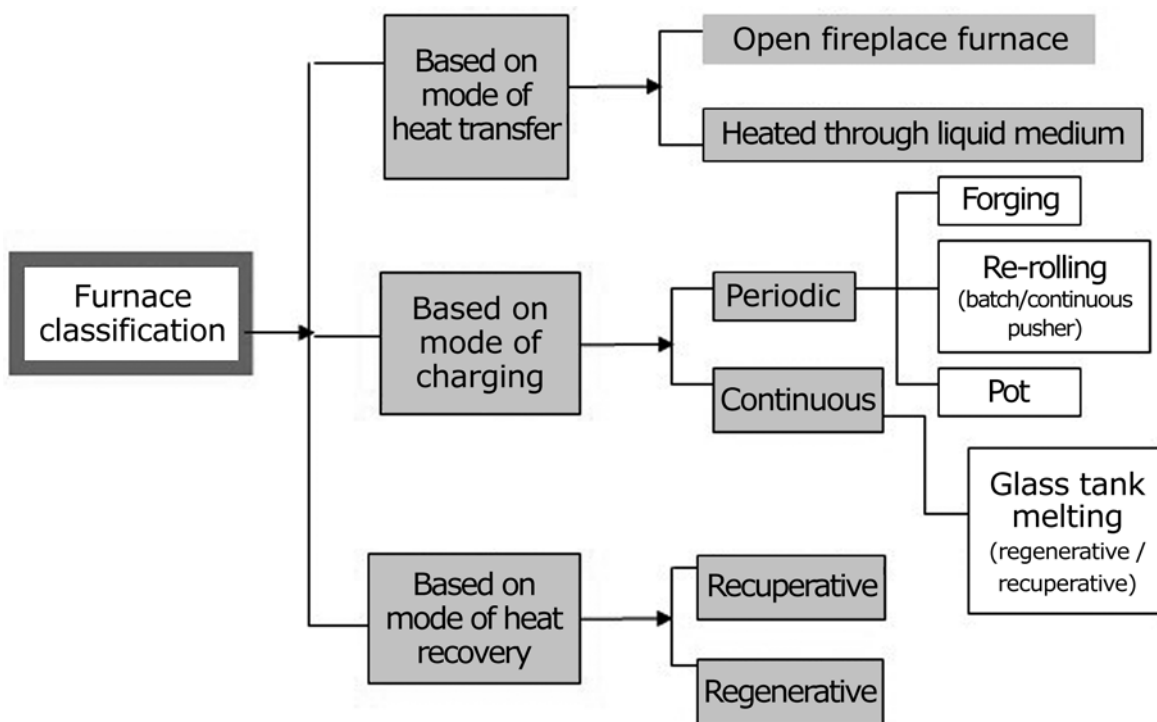 Furnace
classification
Based on
mode of
heat transfer
Open fireplace furnace
Heated through liquid medium
Based on
mode of
charging
Periodic
Forging
Re-rolling
(batch/continuous
pusher)
Pot
Continuous
Glass tank
melting
(regenerative /
recuperative)
Based on
mode of heat
recovery
Recuperative
Regenerative